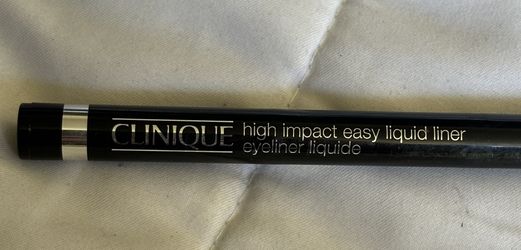 CLINIQUE
high impact easy liquid liner
eyeliner liquide